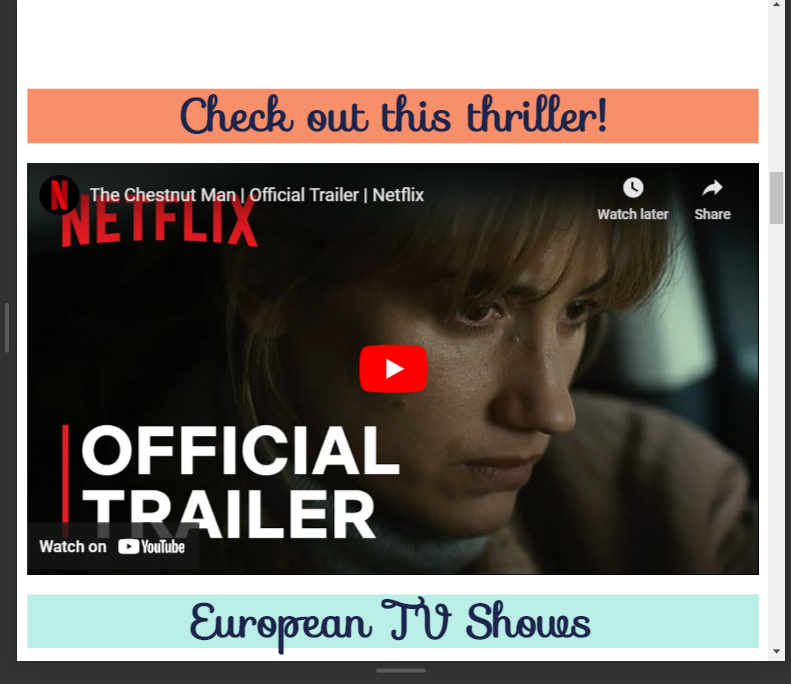 Check out this thriller!
N The Chestnut Man | Official Trailer | Netflix
Watch later
Share
NETFLIX
OFFICIAL
TRAILER
Watch on YouTube
European TV Shows